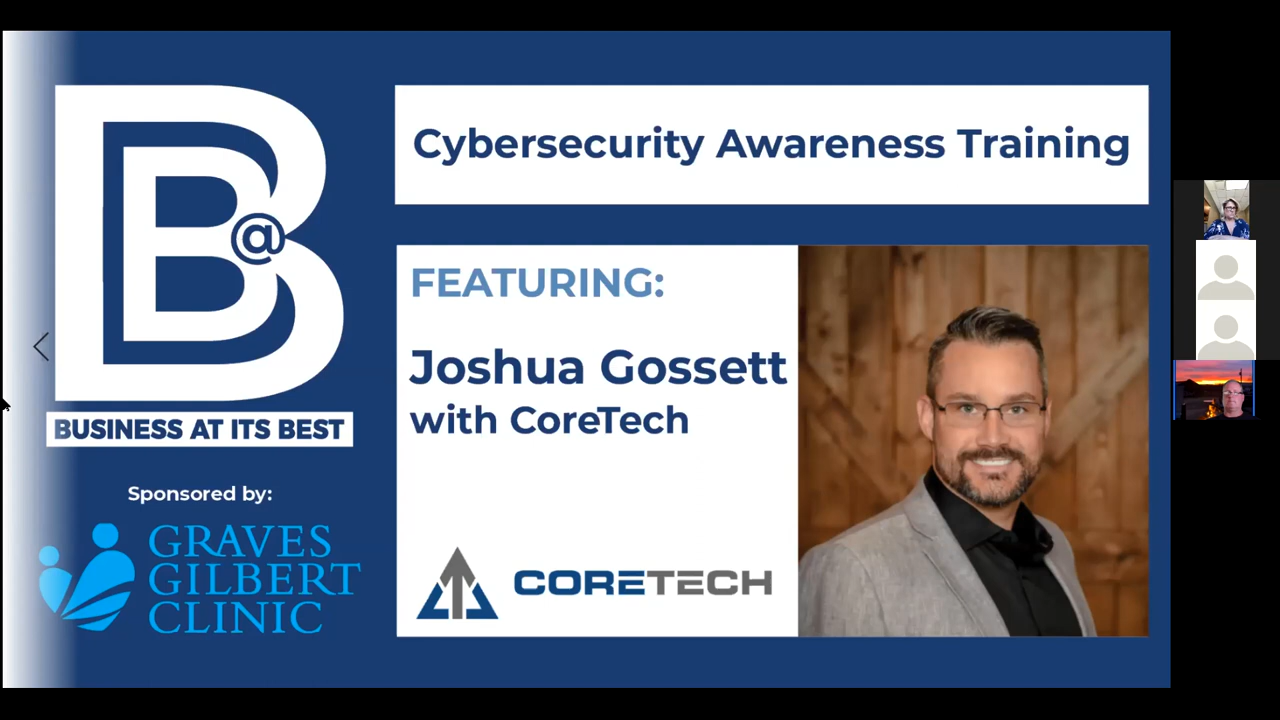 B
B
@
BUSINESS AT ITS BEST
Sponsored by:
GRAVES
GILBERT
CLINIC
Cybersecurity Awareness Training
FEATURING:
Joshua Gossett
with CoreTech
CORETECH